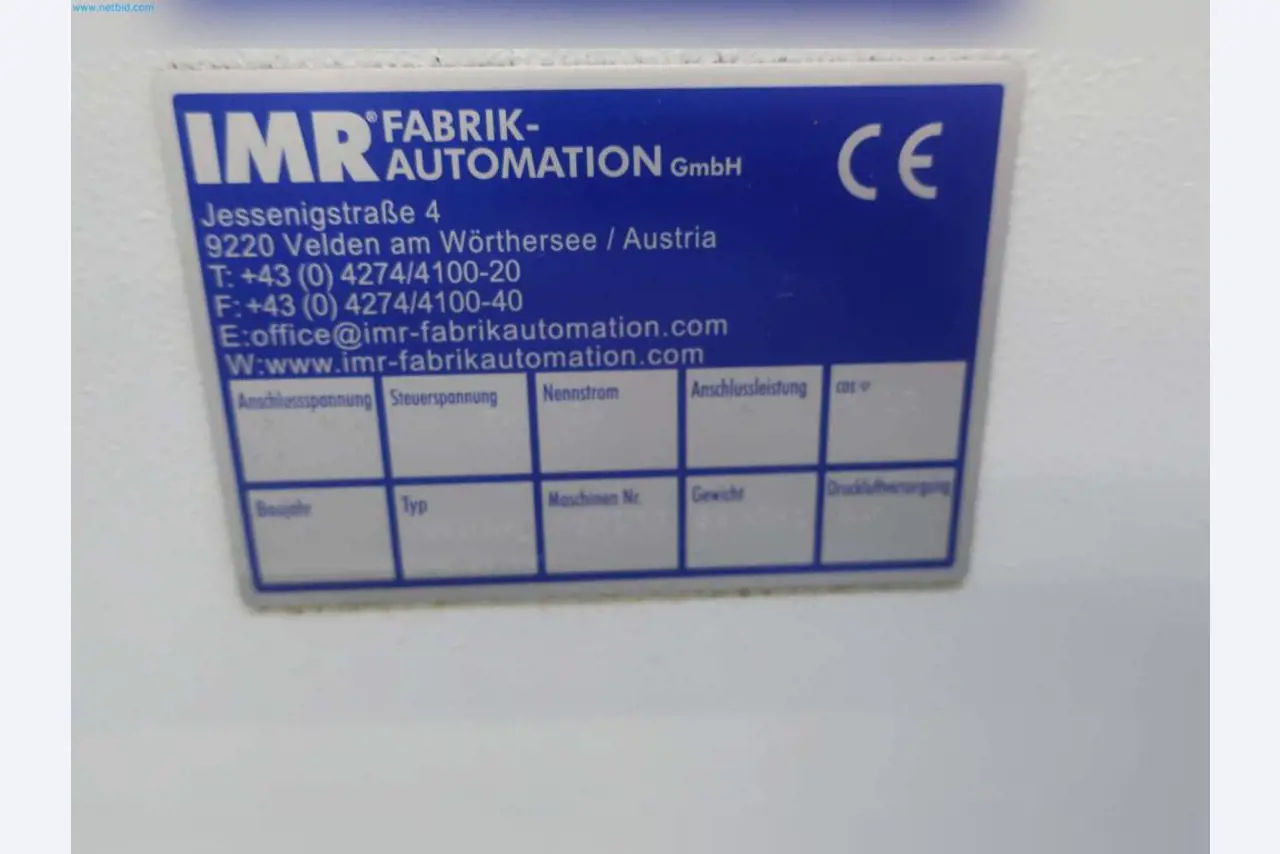 www.netbid.com
IMR® FABRIK-
AUTOMATION GmbH
CE
Jessenigstraße 4
9220 Velden am Wörthersee / Austria
T: +43 (0) 4274/4100-20
F: +43 (0) 4274/4100-40
E:office@imr-fabrikautomation.com
W:www.imr-fabrikautomation.com
Anschlussspannung Steuerspannung Nennstrom Anschlussleistung cos φ
Baujahr Typ Maschinen Nr. Gewicht Druckluftversorgung